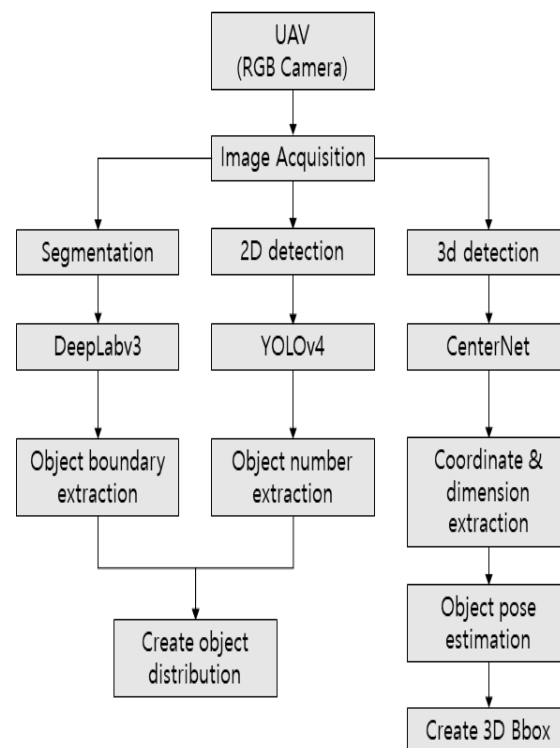 UAV
(RGB Camera)
Image Acquisition
Segmentation
2D detection
3d detection
DeepLabv3
YOLOv4
CenterNet
Object boundary
extraction
Object number
extraction
Coordinate &
dimension
extraction
Object pose
estimation
Create object
distribution
Create 3D Bbox